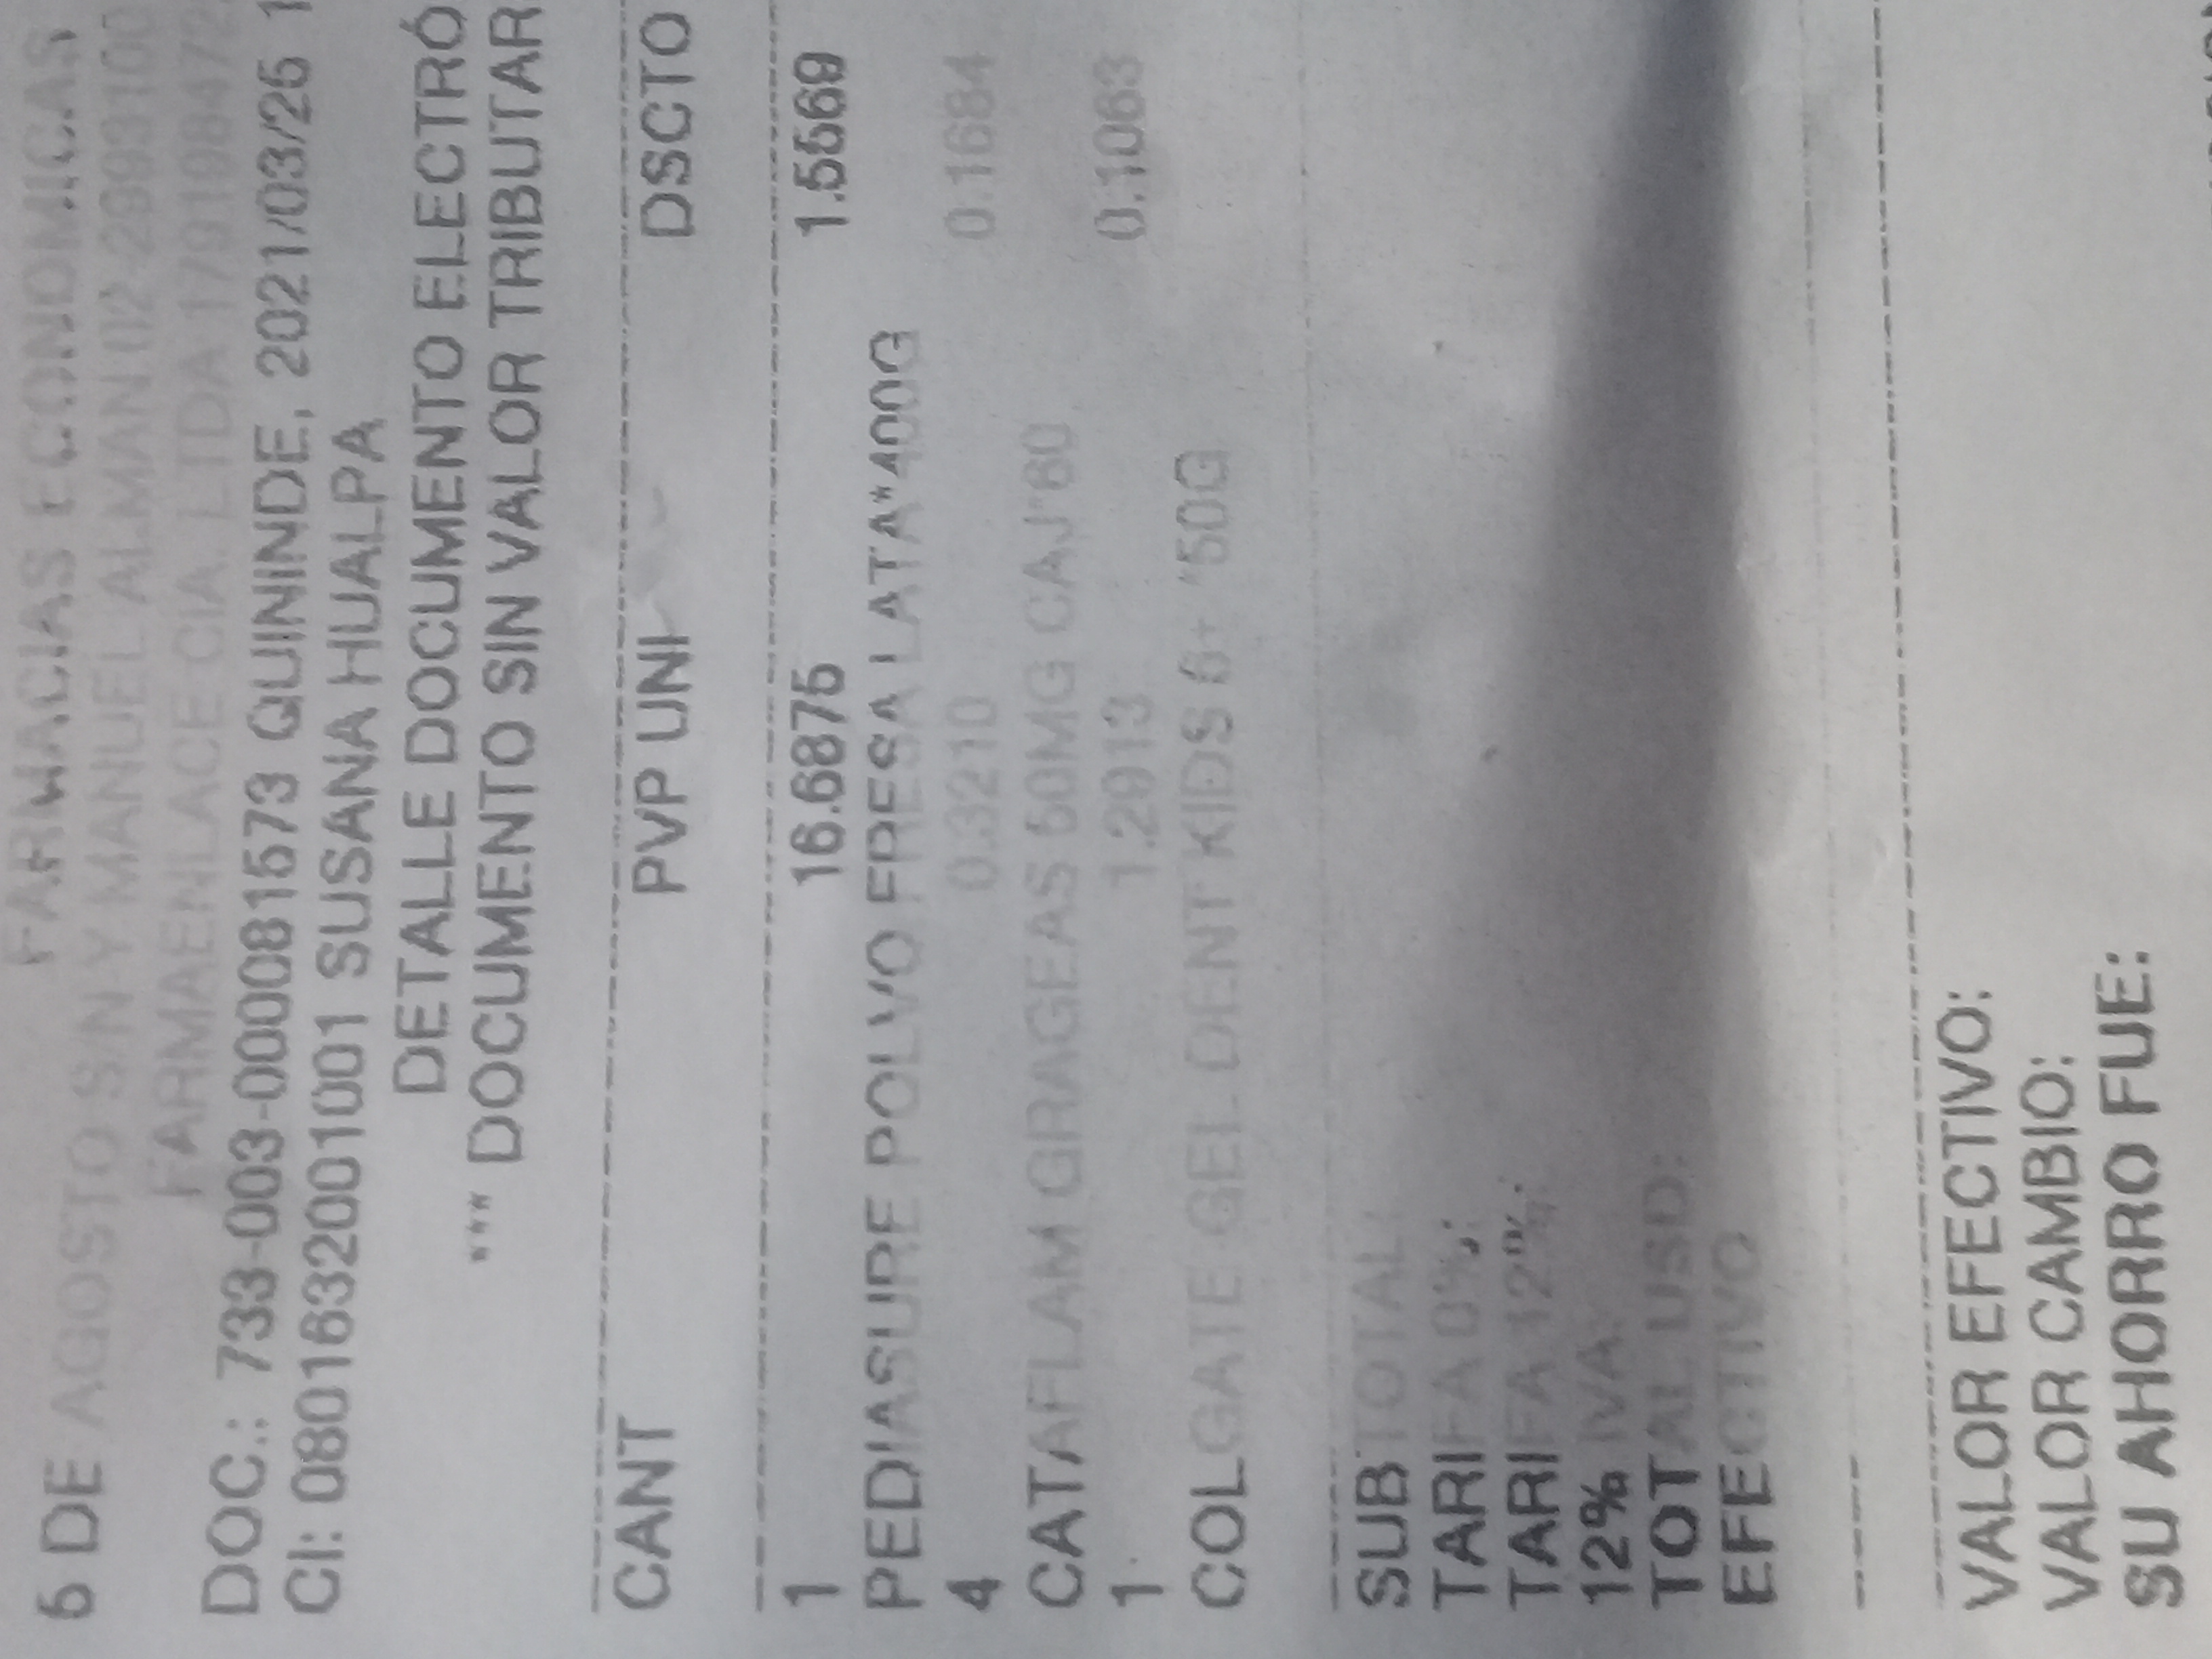 FARMACIAS ECONOMICAS
6 DE AGOSTO S/N Y MANUEL ALMAN 02-2993100
FARMAENLACE CIA. LTDA 179198472
DOC.: 733-003-000081573 QUININDE, 2021/03/25 1
CI: 0801632001001 SUSANA HUALPA
DETALLE DOCUMENTO ELECTRÓ
*** DOCUMENTO SIN VALOR TRIBUTAR
CANT PVP UNI DSCTO
1 16.6875 1.5569
PEDIASURE POLVO FRESA LATA*400G
4 0.3210 0.1684
CATAFLAM GRAGEAS 50MG CAJ*60
1 1.2913 0.1063
COLGATE GEL DENT KIDS 6+ *50G
SUBTOTAL:
TARIFA 0%:
TARIFA 12%:
12% IVA:
TOTAL USD:
EFECTIVO
VALOR EFECTIVO:
VALOR CAMBIO:
SU AHORRO FUE: